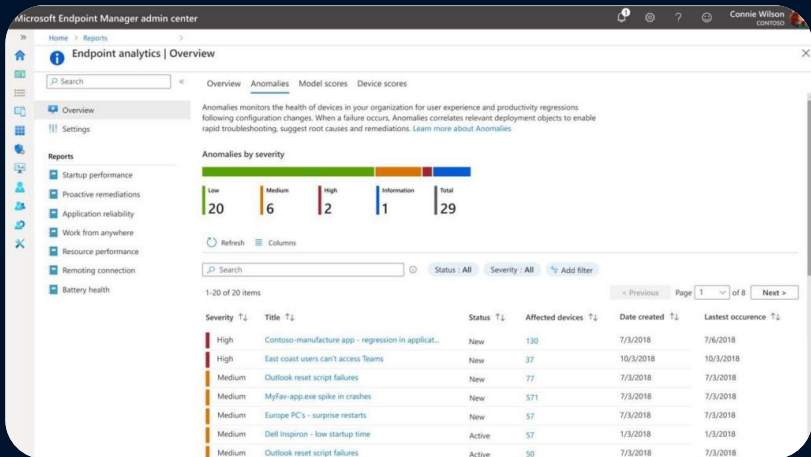 Microsoft Endpoint Manager admin center
1
?
Connie Wilson
CONTOSO
Home > Reports >
Endpoint analytics | Overview
Search
Overview
Settings
Reports
Startup performance
Proactive remediations
Application reliability
Work from anywhere
Resource performance
Remoting connection
Battery health
Overview Anomalies Model scores Device scores
Anomalies monitors the health of devices in your organization for user experience and productivity regressions
following configuration changes. When a failure occurs, Anomalies correlates relevant deployment objects to enable
rapid troubleshooting, suggest root causes and remediations. Learn more about Anomalies
Anomalies by severity
Low Medium High Information Total
20 6 2 1 29
Refresh Columns
Search Status : All Severity : All Add filter
1-20 of 20 items < Previous Page 1 of 8 Next >
Severity Title Status Affected devices Date created Lastest occurence
High Contoso-manufacture app - regression in applicat... New 130 7/3/2018 7/6/2018
High East coast users can't access Teams New 37 10/3/2018 10/3/2018
Medium Outlook reset script failures New 77 7/3/2018 7/3/2018
Medium MyFav-app.exe spike in crashes New 571 7/3/2018 7/3/2018
Medium Europe PC's - surprise restarts New 57 7/3/2018 7/3/2018
Medium Dell Inspiron - low startup time Active 57 1/3/2018 1/3/2018
Medium Outlook reset script failures Active 50 7/3/2018 7/3/2018